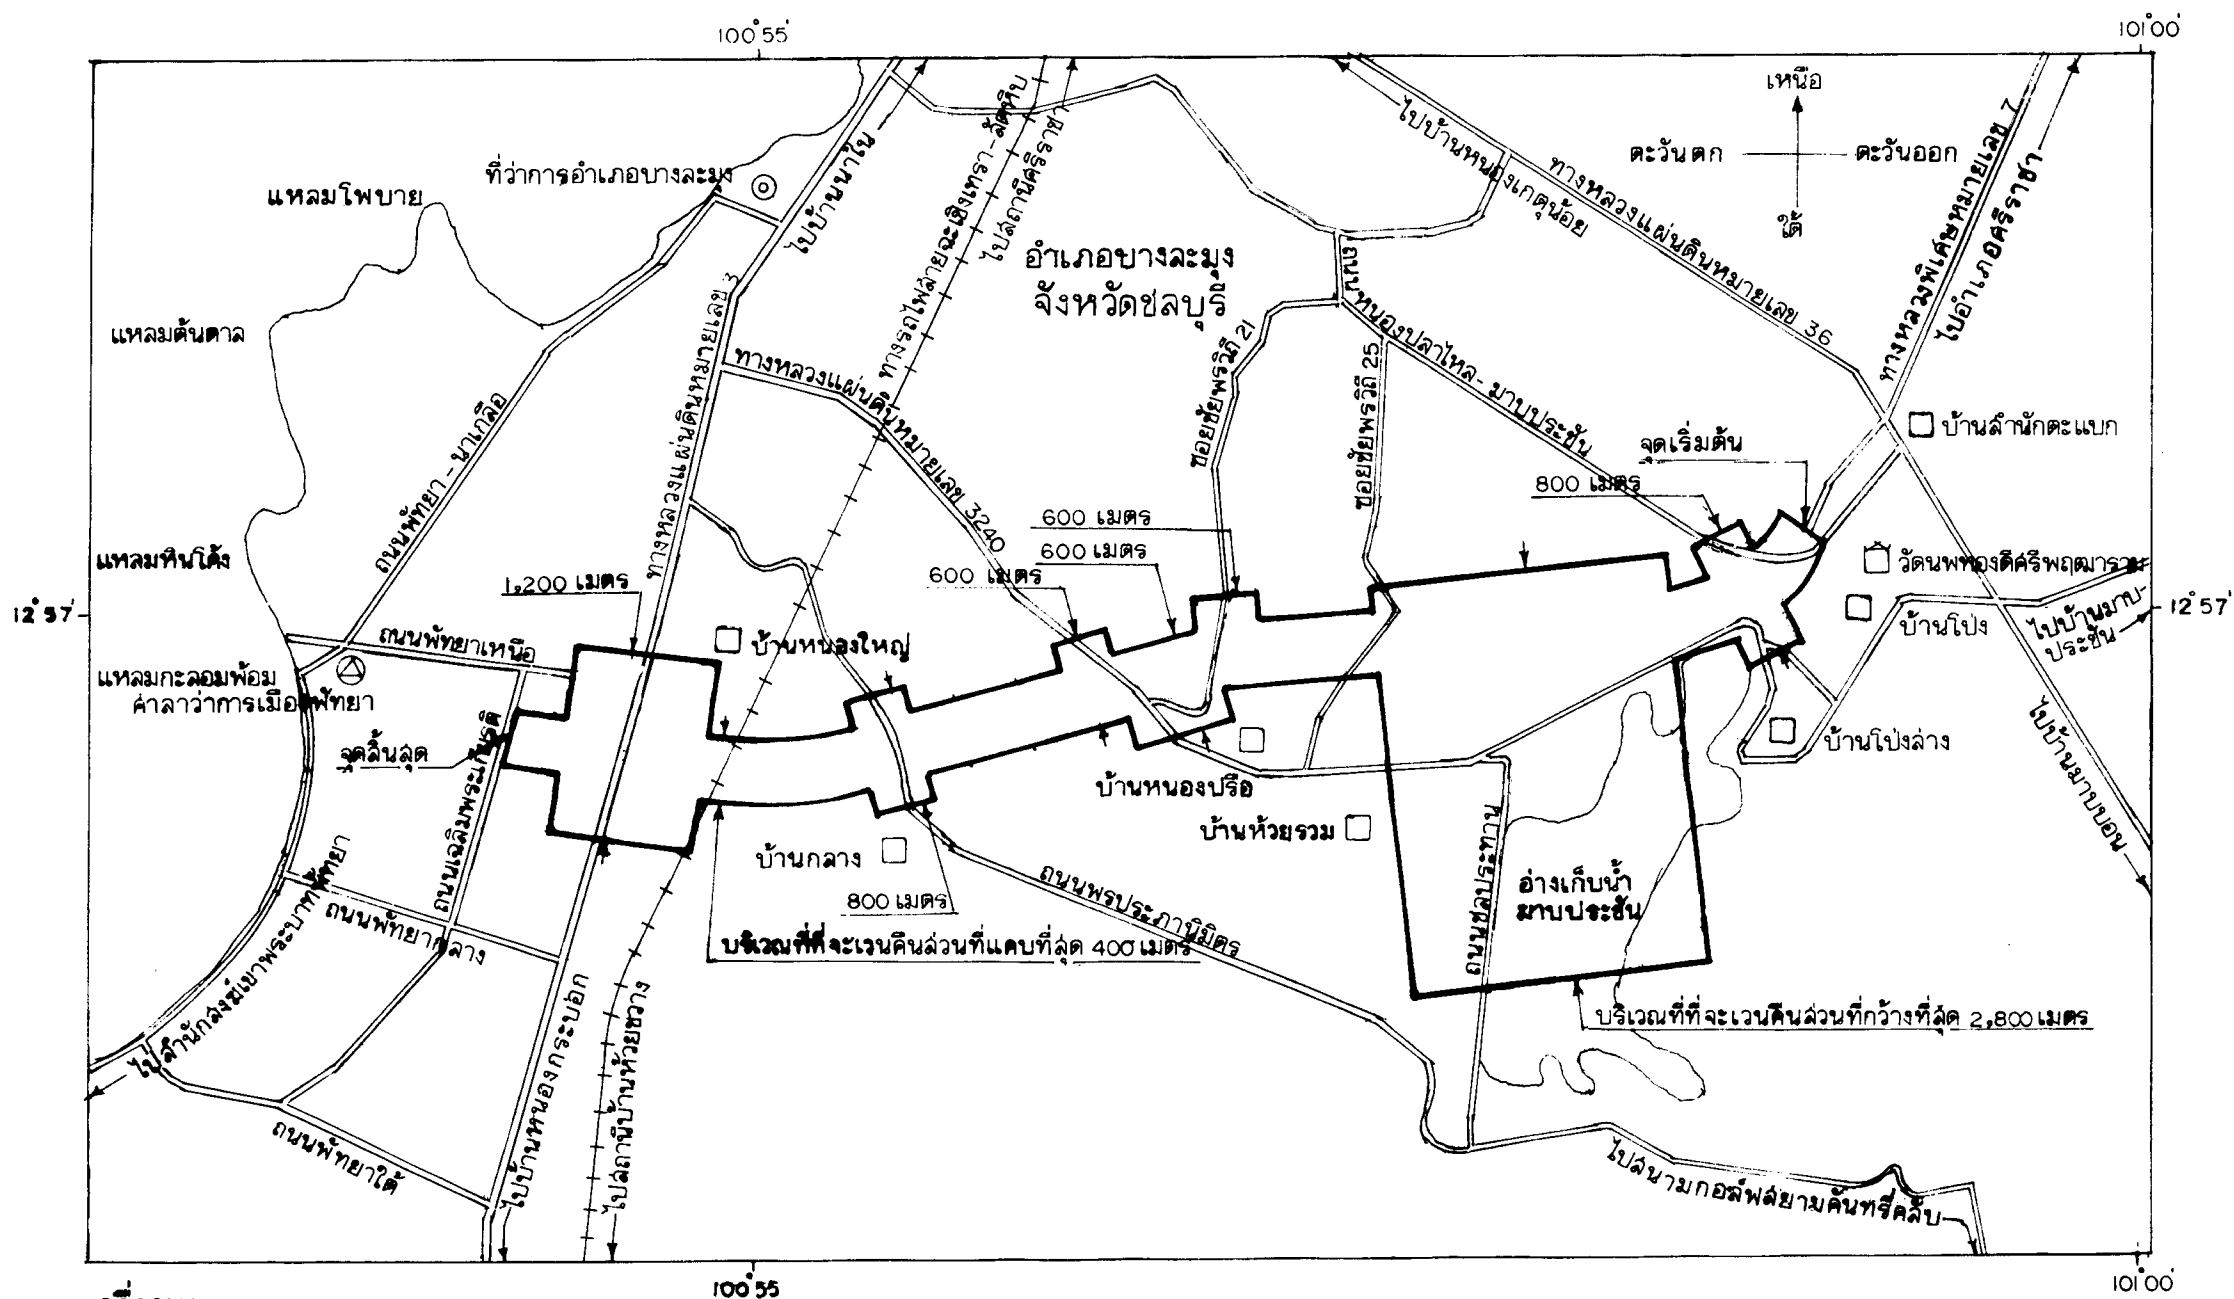 100°55'
101°00'
เหนือ
ตะวันตก
ตะวันออก
ใต้
ที่ว่าการอำเภอบางละมุง
แหลมโพบาย
ไปบ้านนาใน
ทางรถไฟสายฉะเชิงเทรา-สัตหีบ
ไปสถานีศรีราชา
ไปบ้านหนองเกตุน้อย
ทางหลวงแผ่นดินหมายเลข 36
ทางหลวงพิเศษหมายเลข 7
ไปอำเภอศรีราชา
อำเภอบางละมุง
จังหวัดชลบุรี
แหลมต้นตาล
ถนนพัทยา-นาเกลือ
ทางหลวงแผ่นดินหมายเลข 3
ทางหลวงแผ่นดินหมายเลข 3240
ซอยชัยพรวิถี 21
ซอยชัยพรวิถี 25
ถนนหนองปลาไหล-มาบประชัน
จุดเริ่มต้น
800 เมตร
บ้านสำนักตะแบก
600 เมตร
600 เมตร
600 เมตร
แหลมหินโค้ง
1,200 เมตร
วัดนพทองดีศรีพฤฒาราม
12°57'
12°57'
บ้านโป่ง
ไปบ้านมาบ-
ประชัน
ถนนพัทยาเหนือ
บ้านหนองใหญ่
แหลมกะลอมพ้อม
ศาลาว่าการเมืองพัทยา
จุดสิ้นสุด
ถนนเฉลิมพระเกียรติ
บ้านโป่งล่าง
ไปบ้านมาบบอน
บ้านหนองปรือ
บ้านห้วยรวม
บ้านกลาง
800 เมตร
ถนนพรประภานิมิตร
ถนนชลประทาน
อ่างเก็บน้ำ
มาบประชัน
ถนนพัทยากลาง
บริเวณที่ที่จะเวนคืนส่วนที่แคบที่สุด 400 เมตร
บริเวณที่ที่จะเวนคืนส่วนที่กว้างที่สุด 2,800 เมตร
ไปสำนักสงฆ์เขาพระบาทพัทยา
ถนนพัทยาใต้
ไปบ้านหนองกระบอก
ไปสถานีบ้านห้วยขวาง
ไปสนามกอล์ฟสยามคันทรีคลับ
100°55'
101°00'